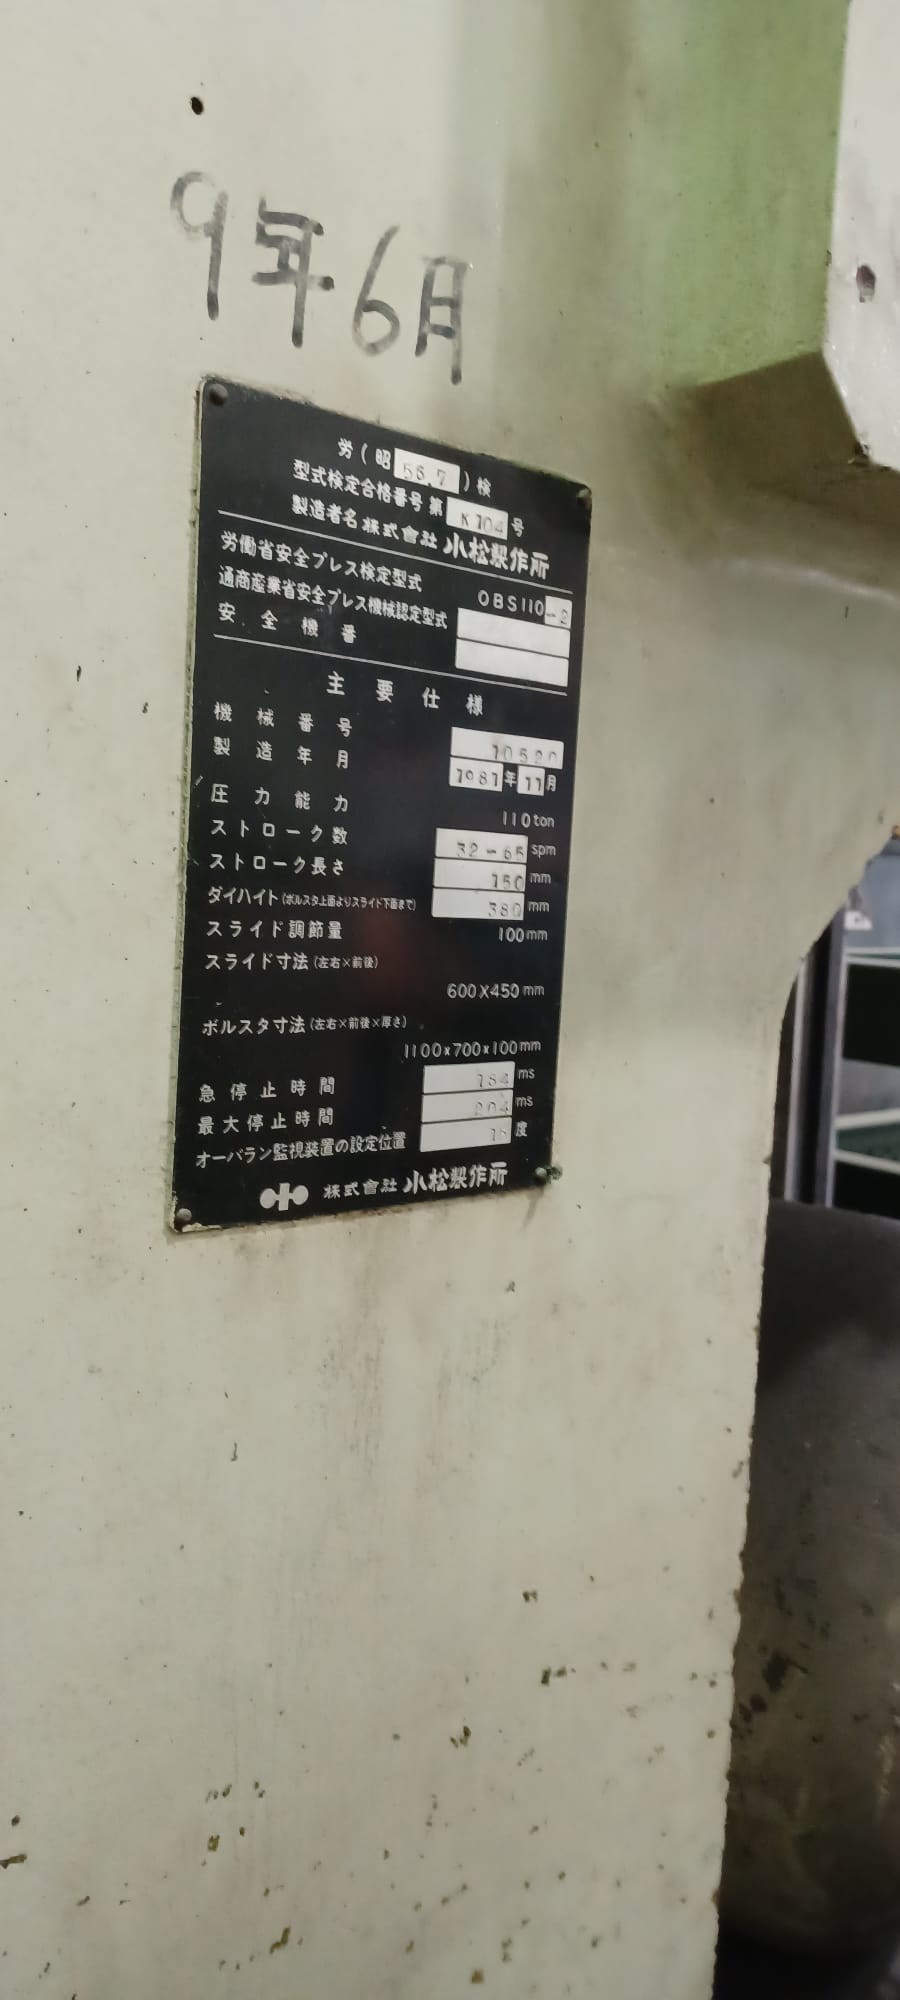 9年6月
労(昭56.7)検
型式検定合格番号第K104号
製造者名 株式會社 小松製作所
労働省安全プレス検定型式 OBS110-2
通商産業省安全プレス機械認定型式
安全機番
主要仕様
機械番号 10520
製造年月 1981年11月
圧力能力 110ton
ストローク数 32-65 spm
ストローク長さ 150 mm
ダイハイト(ボルスタ上面よりスライド下面まで) 380 mm
スライド調節量 100mm
スライド寸法(左右×前後)
600X450mm
ボルスタ寸法(左右×前後×厚さ)
1100x700x100mm
急停止時間 184 ms
最大停止時間 204 ms
オーバラン監視装置の設定位置 度
株式會社 小松製作所